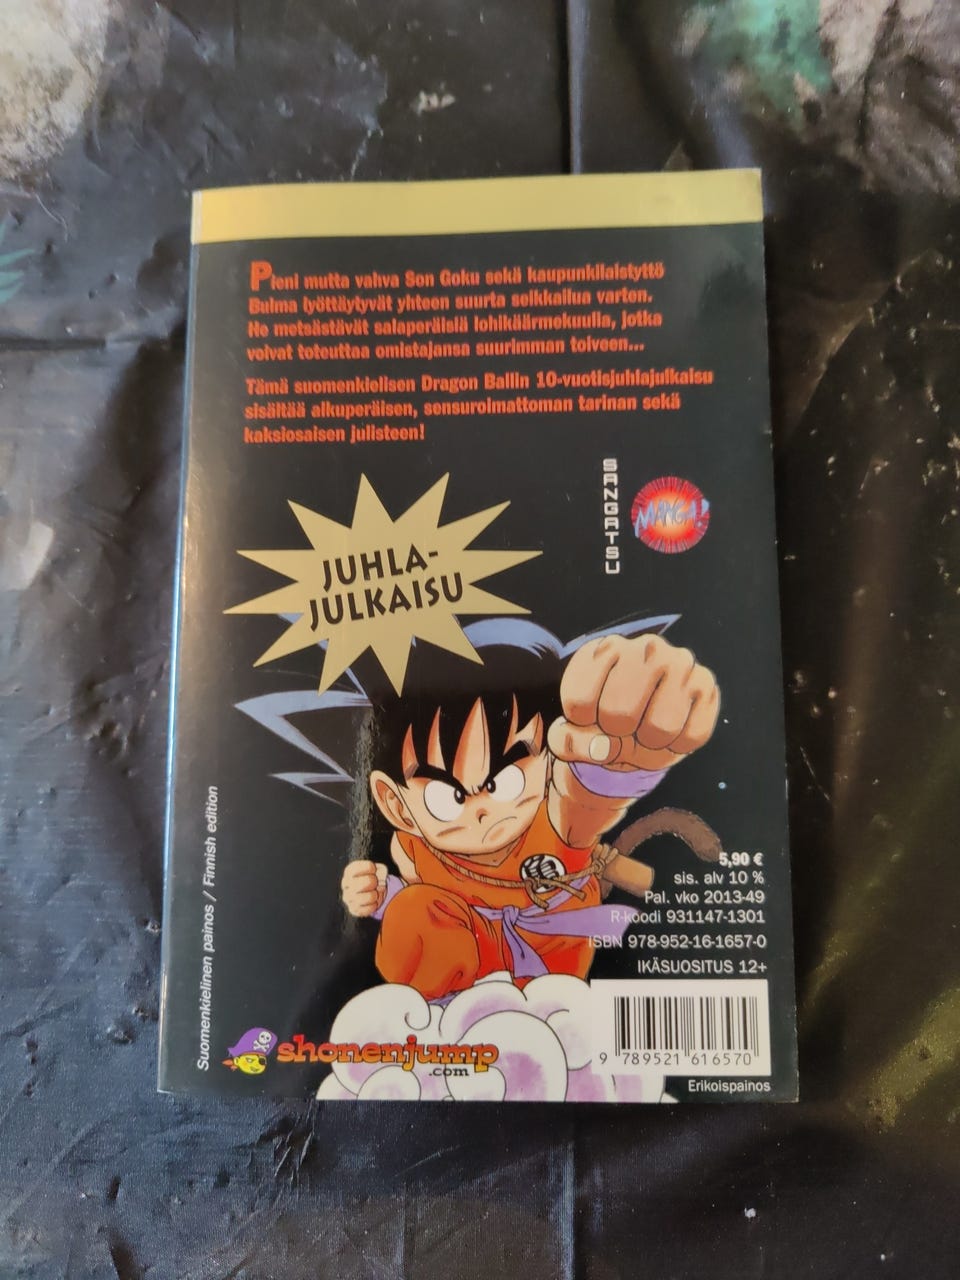 Pieni mutta vahva Son Goku sekä kaupunkilaistyttö
Bulma lyöttäytyvät yhteen suurta seikkailua varten.
He metsästävät salaperäisiä lohikäärmekuulia, jotka
voivat toteuttaa omistajansa suurimman toiveen...
Tämä suomenkielisen Dragon Ballin 10-vuotisjuhlajulkaisu
sisältää alkuperäisen, sensuroimattoman tarinan sekä
kaksiosaisen julisteen!
SANGATSU
MANGA!
JUHLA-
JULKAISU
亀
Suomenkielinen painos / Finnish edition
5,90 €
sis. alv 10 %
Pal. vko 2013-49
R-koodi 931147-1301
ISBN 978-952-16-1657-0
IKÄSUOSITUS 12+
9 789521 616570
Erikoispainos
shonenjump
.com